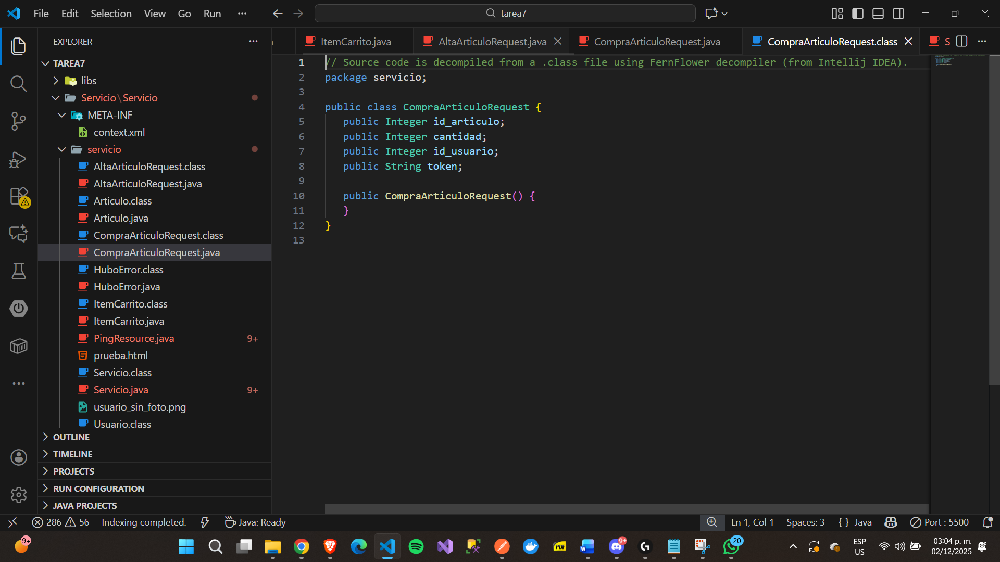 File Edit Selection View Go Run ··· tarea7
EXPLORER
TAREA7
libs
Servicio\Servicio
META-INF
context.xml
servicio
AltaArticuloRequest.class
AltaArticuloRequest.java
Articulo.class
Articulo.java
CompraArticuloRequest.class
CompraArticuloRequest.java
HuboError.class
HuboError.java
ItemCarrito.class
ItemCarrito.java
PingResource.java 9+
prueba.html
Servicio.class
Servicio.java 9+
usuario_sin_foto.png
Usuario.class
OUTLINE
TIMELINE
PROJECTS
RUN CONFIGURATION
JAVA PROJECTS
ItemCarrito.java AltaArticuloRequest.java CompraArticuloRequest.java CompraArticuloRequest.class S
1 // Source code is decompiled from a .class file using FernFlower decompiler (from Intellij IDEA).
2 package servicio;
3
4 public class CompraArticuloRequest {
5 public Integer id_articulo;
6 public Integer cantidad;
7 public Integer id_usuario;
8 public String token;
9
10 public CompraArticuloRequest() {
11 }
12 }
13
286 56 Indexing completed. Java: Ready Ln 1, Col 1 Spaces: 3 { } Java Port : 5500
9+ PDF W 9+ 20 ESP US 03:04 p. m.
02/12/2025